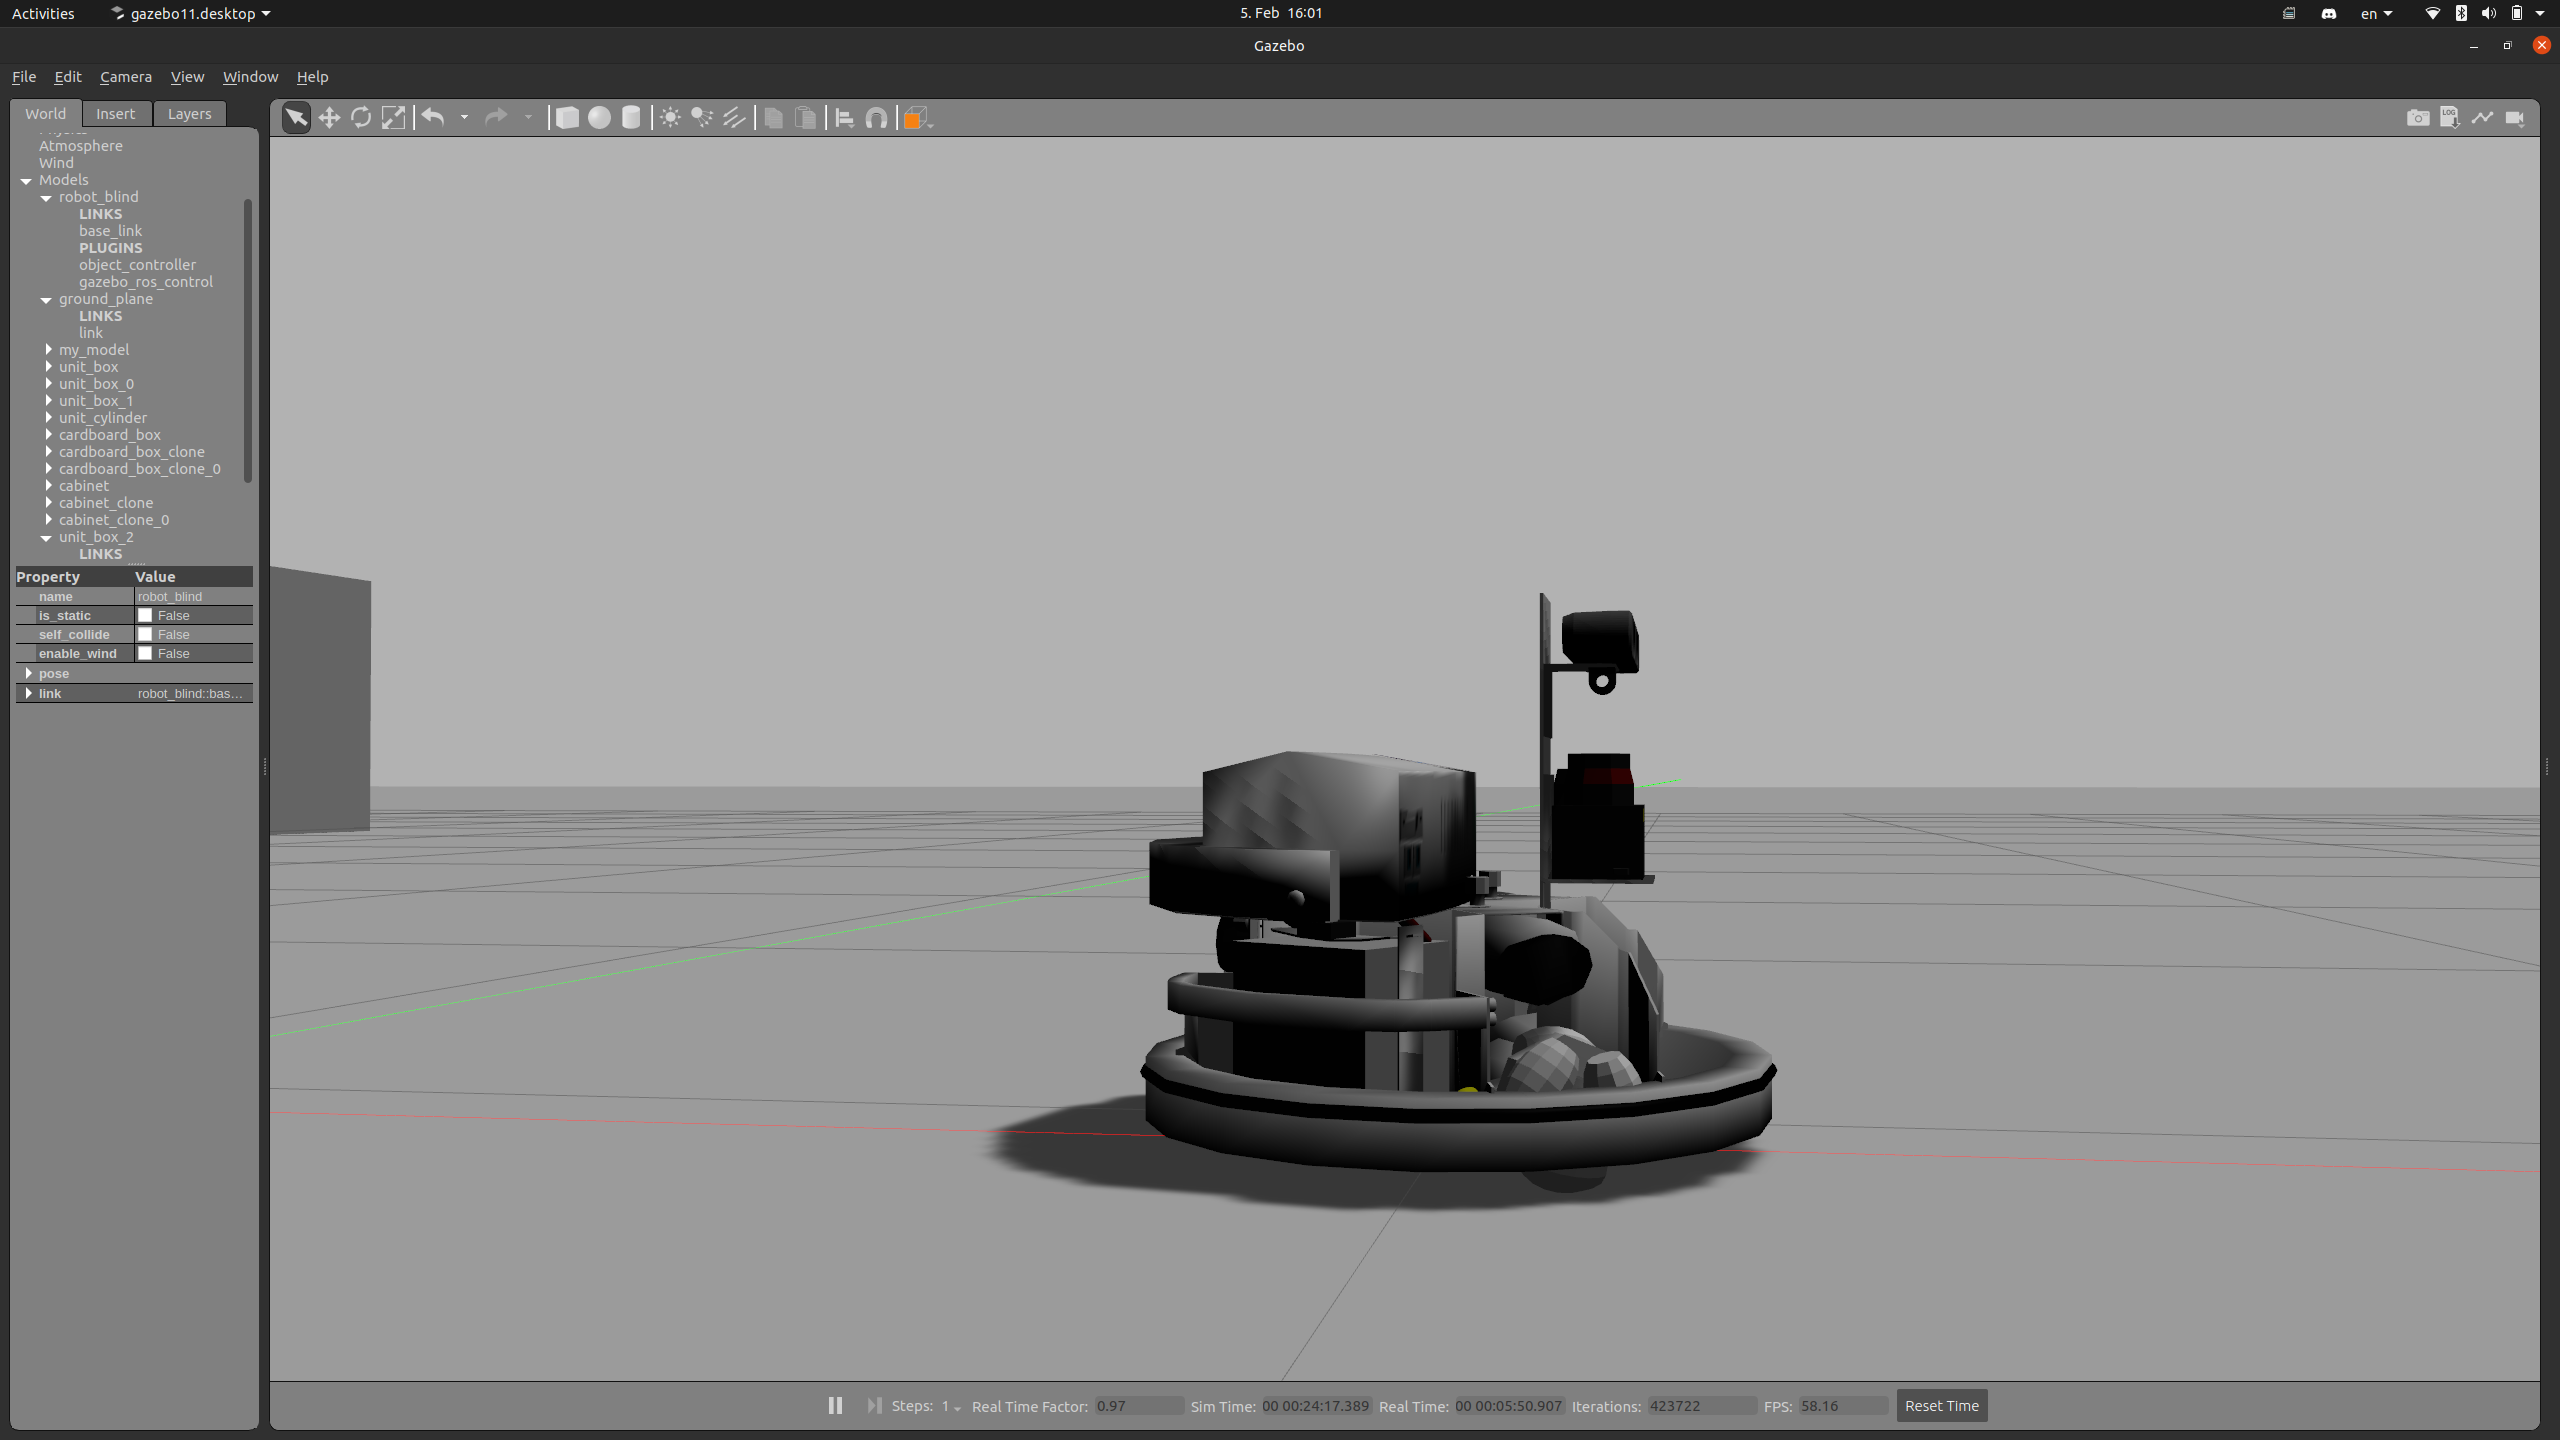 Activities gazebo11.desktop 5. Feb 16:01 en
Gazebo
File Edit Camera View Window Help
World Insert Layers
Physics
Atmosphere
Wind
Models
robot_blind
LINKS
base_link
PLUGINS
object_controller
gazebo_ros_control
ground_plane
LINKS
link
my_model
unit_box
unit_box_0
unit_box_1
unit_cylinder
cardboard_box
cardboard_box_clone
cardboard_box_clone_0
cabinet
cabinet_clone
cabinet_clone_0
unit_box_2
LINKS
Property Value
name robot_blind
is_static False
self_collide False
enable_wind False
pose
link robot_blind::bas...
LOG
Steps: 1 Real Time Factor: 0.97 Sim Time: 00 00:24:17.389 Real Time: 00 00:05:50.907 Iterations: 423722 FPS: 58.16 Reset Time